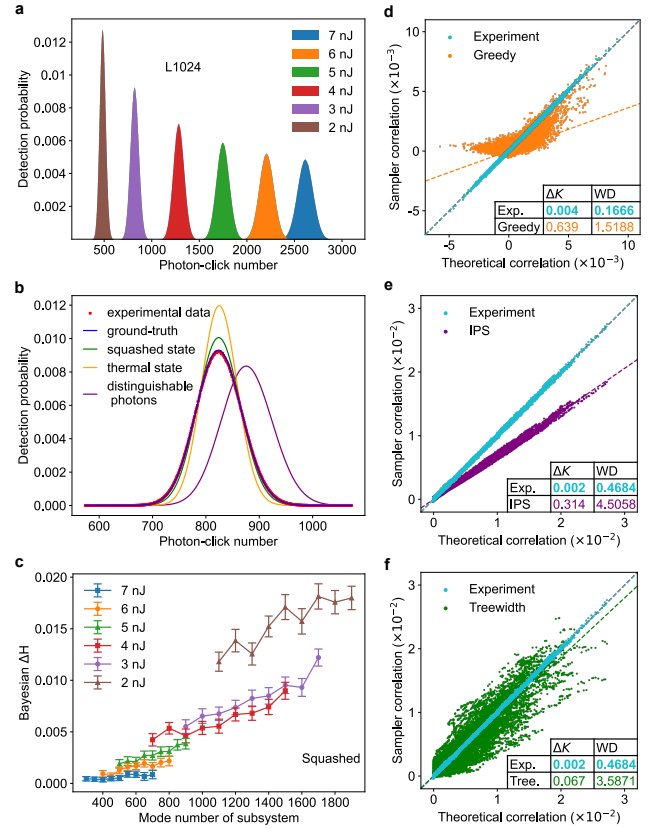 a
L1024
7 nJ
6 nJ
5 nJ
4 nJ
3 nJ
2 nJ
Detection probability
0.012
0.010
0.008
0.006
0.004
0.002
500 1000 1500 2000 2500 3000
Photon-click number
b
experimental data
ground-truth
squashed state
thermal state
distinguishable
photons
Detection probability
0.012
0.010
0.008
0.006
0.004
0.002
0.000
600 700 800 900 1000
Photon-click number
c
7 nJ
6 nJ
5 nJ
4 nJ
3 nJ
2 nJ
Squashed
Bayesian ΔH
0.020
0.015
0.010
0.005
0.000
400 600 800 1000 1200 1400 1600 1800
Mode number of subsystem
d
Experiment
Greedy
Sampler correlation (×10⁻³)
10
5
0
−5
ΔK WD
Exp. 0.004 0.1666
Greedy 0.639 1.5188
−5 0 5 10
Theoretical correlation (×10⁻³)
e
Experiment
IPS
Sampler correlation (×10⁻²)
3
2
1
0
ΔK WD
Exp. 0.002 0.4684
IPS 0.314 4.5058
0 1 2 3
Theoretical correlation (×10⁻²)
f
Experiment
Treewidth
Sampler correlation (×10⁻²)
3
2
1
0
ΔK WD
Exp. 0.002 0.4684
Tree. 0.067 3.5871
0 1 2 3
Theoretical correlation (×10⁻²)